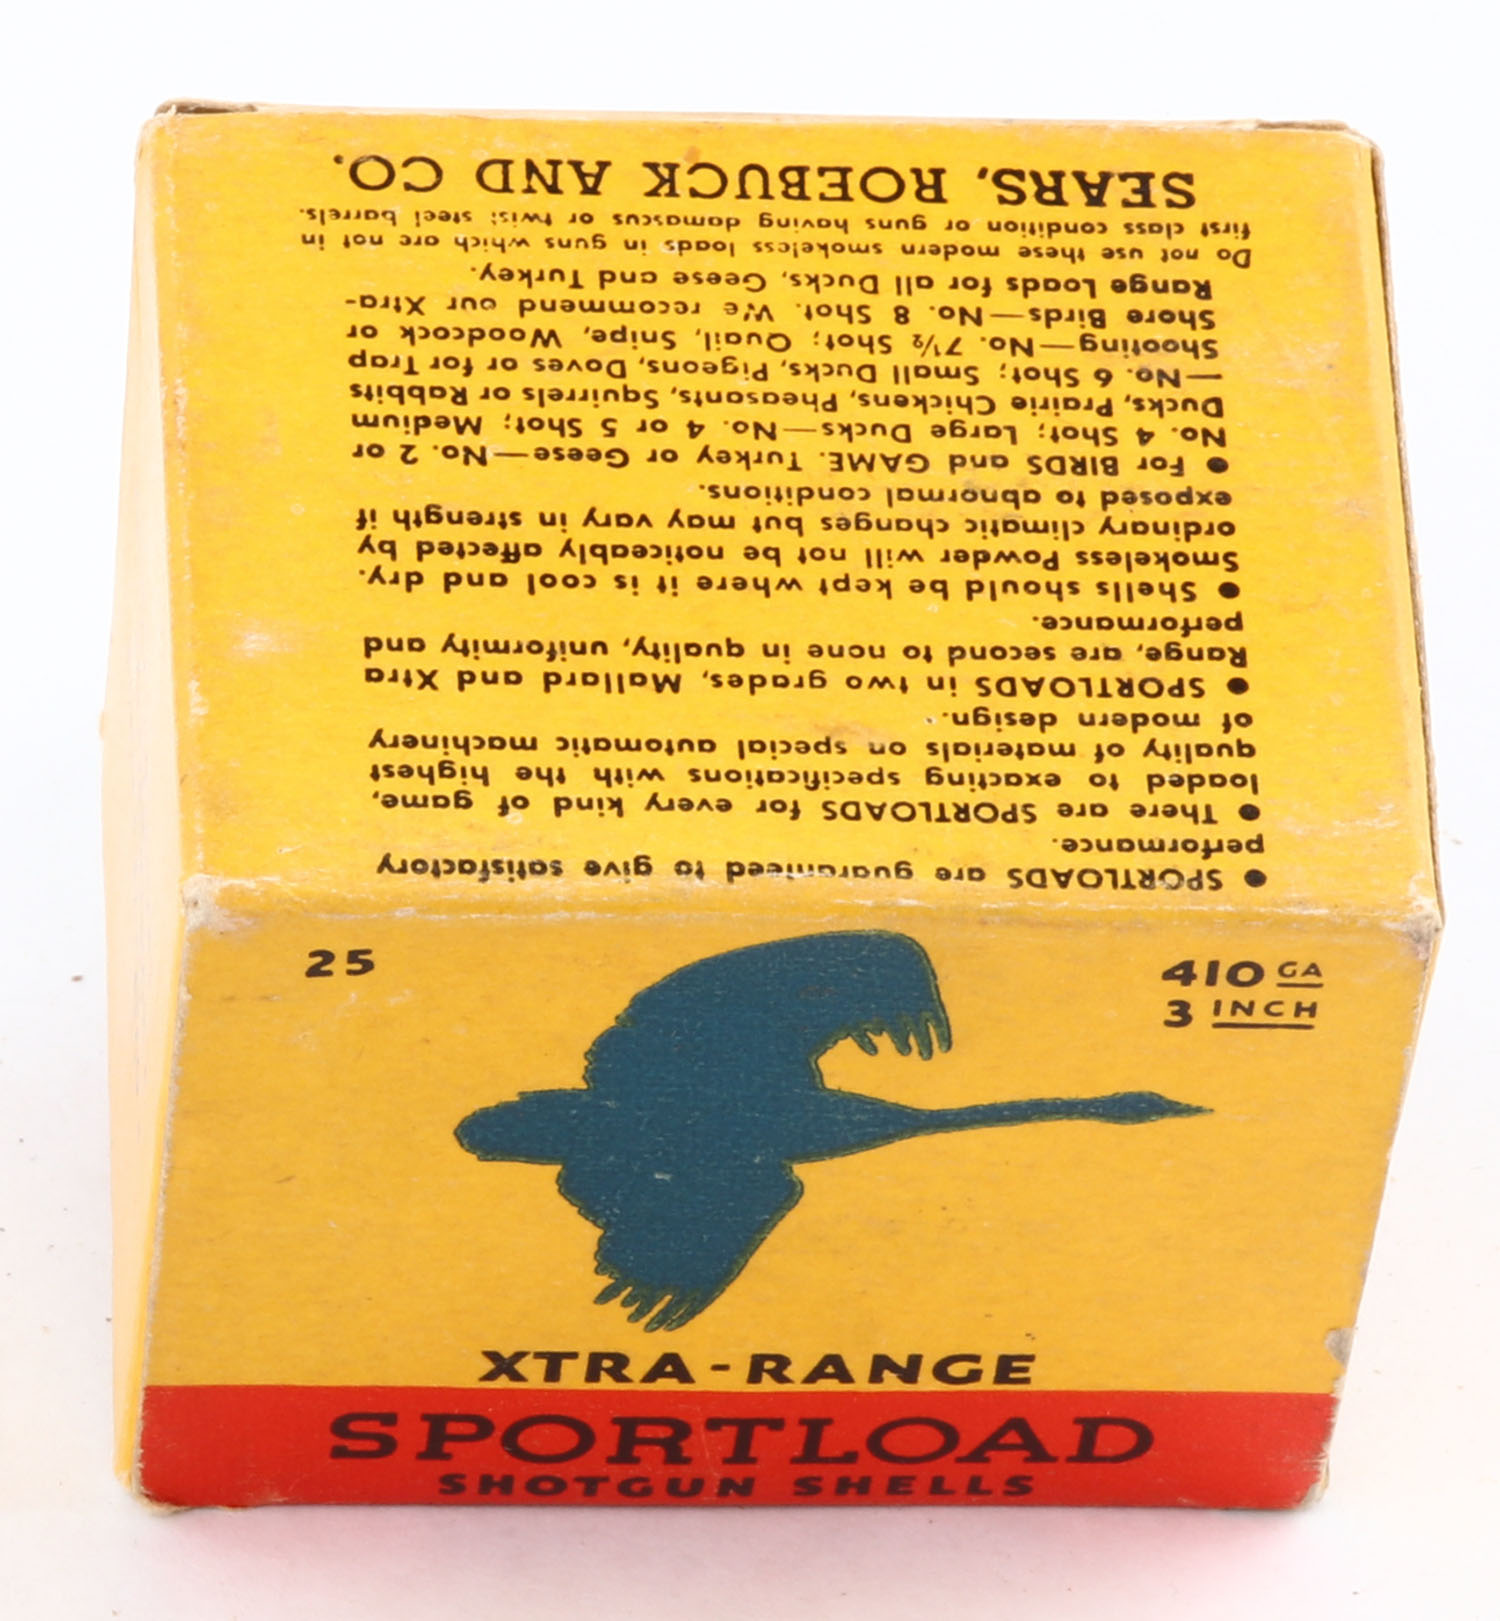 • SPORTLOADS are guaranteed to give satisfactory
performance.
• There are SPORTLOADS for every kind of game,
loaded to exacting specifications with the highest
quality of materials on special automatic machinery
of modern design.
• SPORTLOADS in two grades, Mallard and Xtra
Range, are second to none in quality, uniformity and
performance.
• Shells should be kept where it is cool and dry.
Smokeless Powder will not be noticeably affected by
ordinary climatic changes but may vary in strength if
exposed to abnormal conditions.
• For BIRDS and GAME. Turkey or Geese—No. 2 or
No. 4 Shot; Large Ducks—No. 4 or 5 Shot; Medium
Ducks, Prairie Chickens, Pheasants, Squirrels or Rabbits
—No. 6 Shot; Small Ducks, Pigeons, Doves or for Trap
Shooting—No. 7½ Shot; Quail, Snipe, Woodcock or
Shore Birds—No. 8 Shot. We recommend our Xtra-
Range Loads for all Ducks, Geese and Turkey.
Do not use these modern smokeless loads in guns which are not in
first class condition or guns having damascus or twist steel barrels.
SEARS, ROEBUCK AND CO.
25
410 GA
3 INCH
XTRA-RANGE
SPORTLOAD
SHOTGUN SHELLS